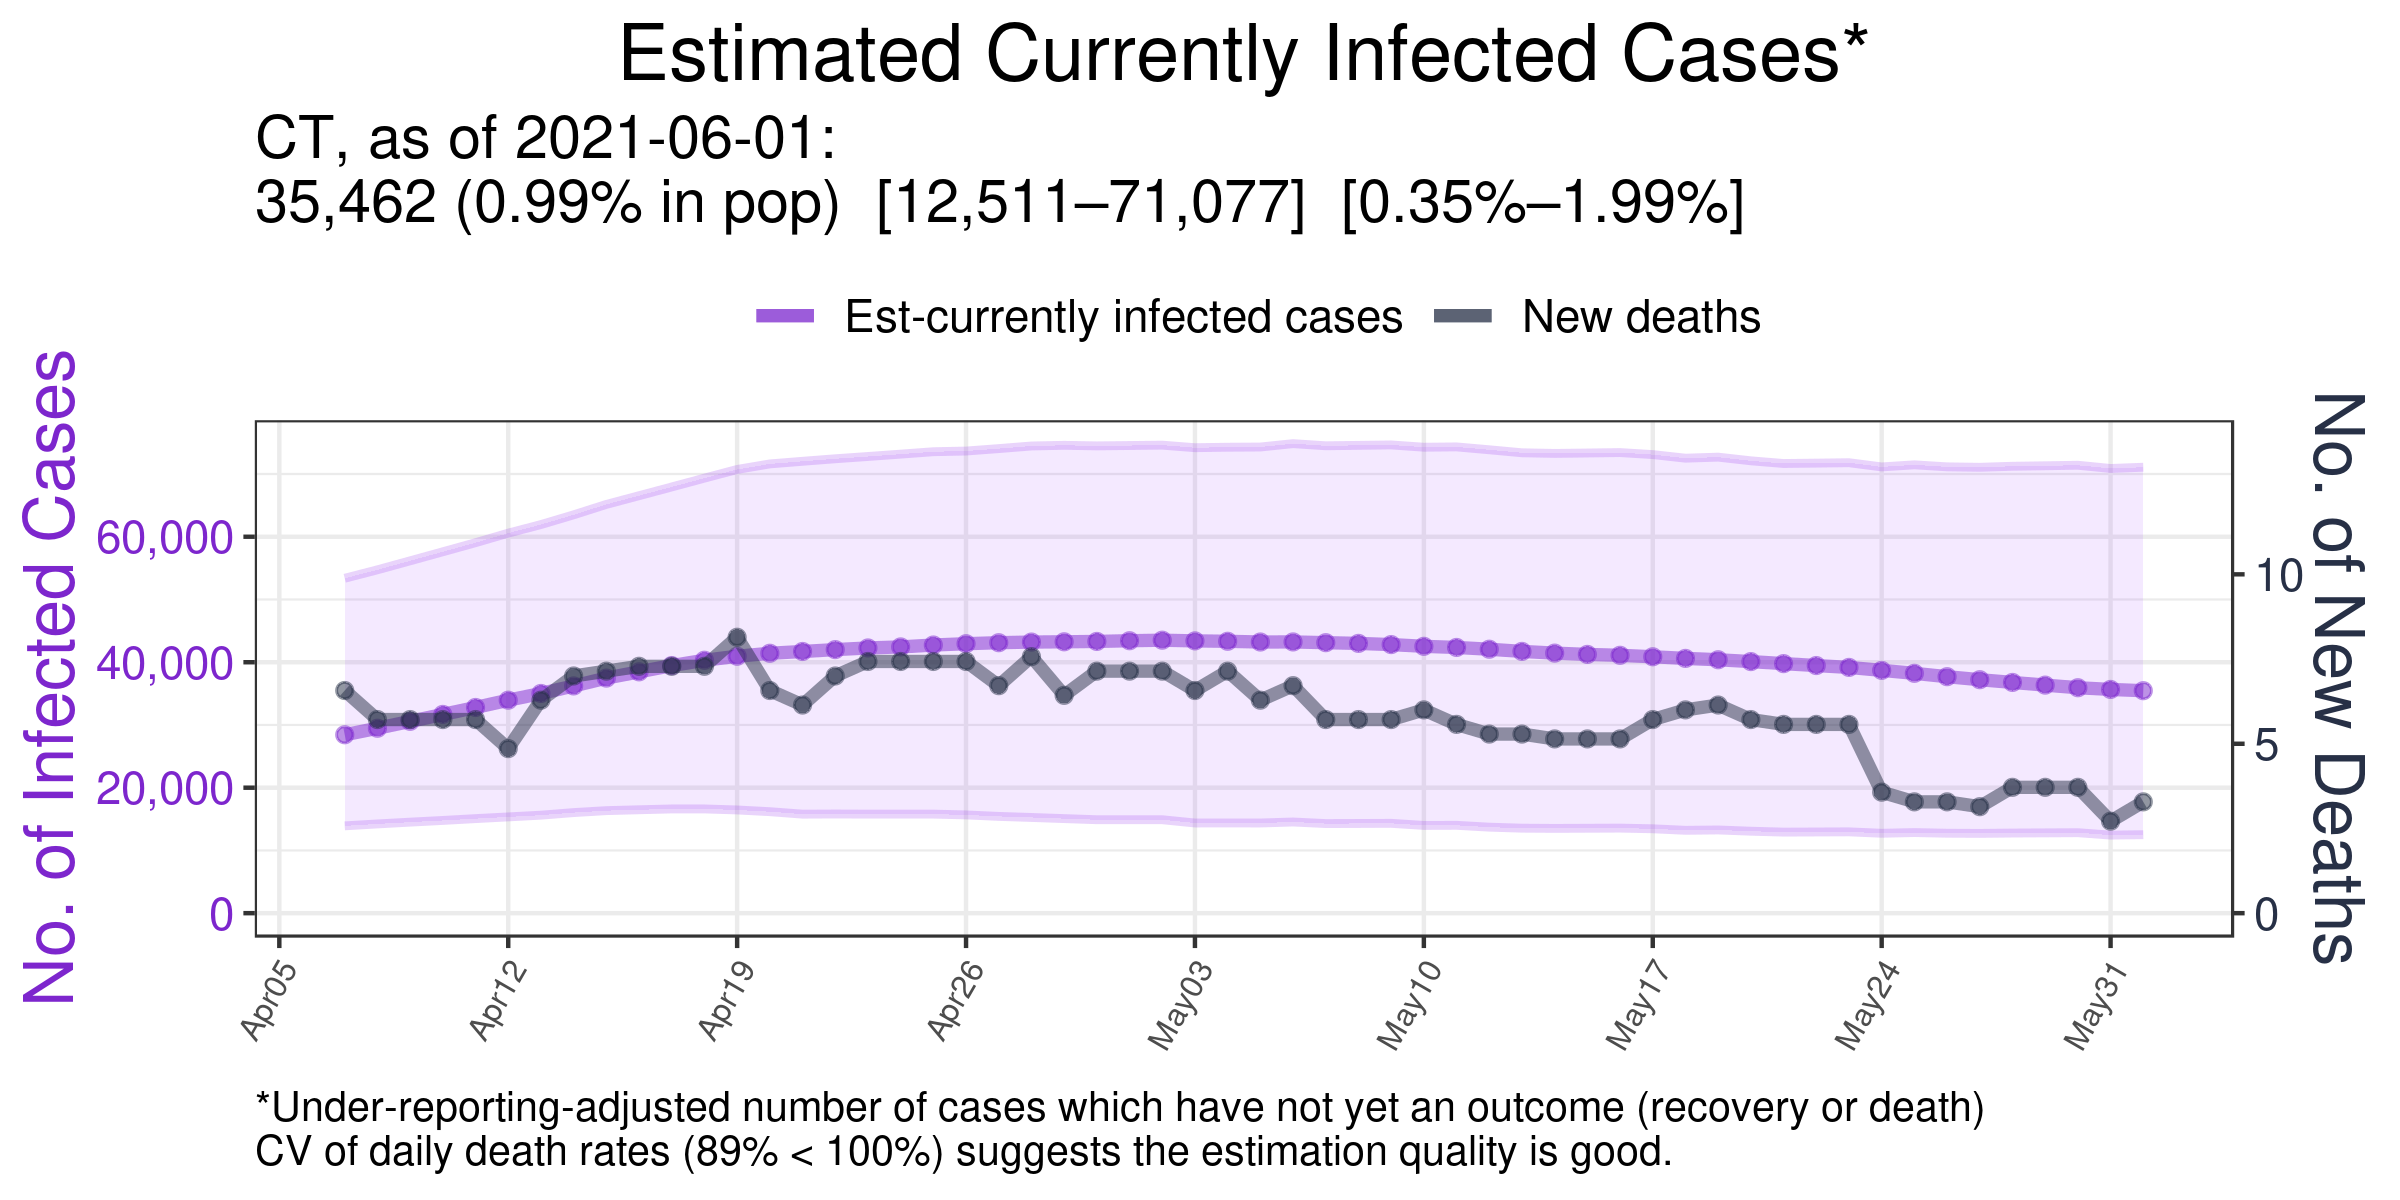 Estimated Currently Infected Cases*
CT, as of 2021-06-01:
35,462 (0.99% in pop)  [12,511–71,077]  [0.35%–1.99%]
Est-currently infected cases
New deaths
No. of Infected Cases
60,000
40,000
20,000
0
No. of New Deaths
10
5
0
Apr05
Apr12
Apr19
Apr26
May03
May10
May17
May24
May31
*Under-reporting-adjusted number of cases which have not yet an outcome (recovery or death)
CV of daily death rates (89% < 100%) suggests the estimation quality is good.